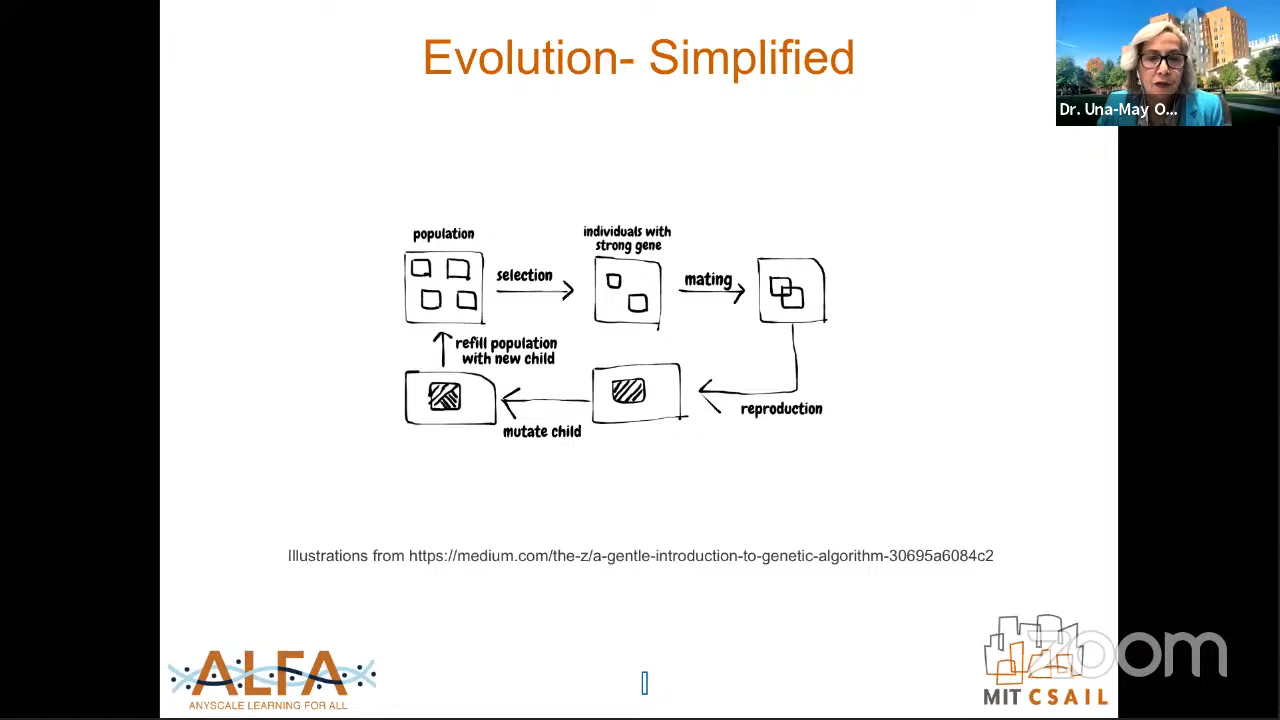 Evolution- Simplified
Dr. Una-May O...
population
individuals with
strong gene
selection
mating
refill population
with new child
mutate child
reproduction
Illustrations from https://medium.com/the-z/a-gentle-introduction-to-genetic-algorithm-30695a6084c2
ALFA
ANYSCALE LEARNING FOR ALL
zoom
MIT CSAIL